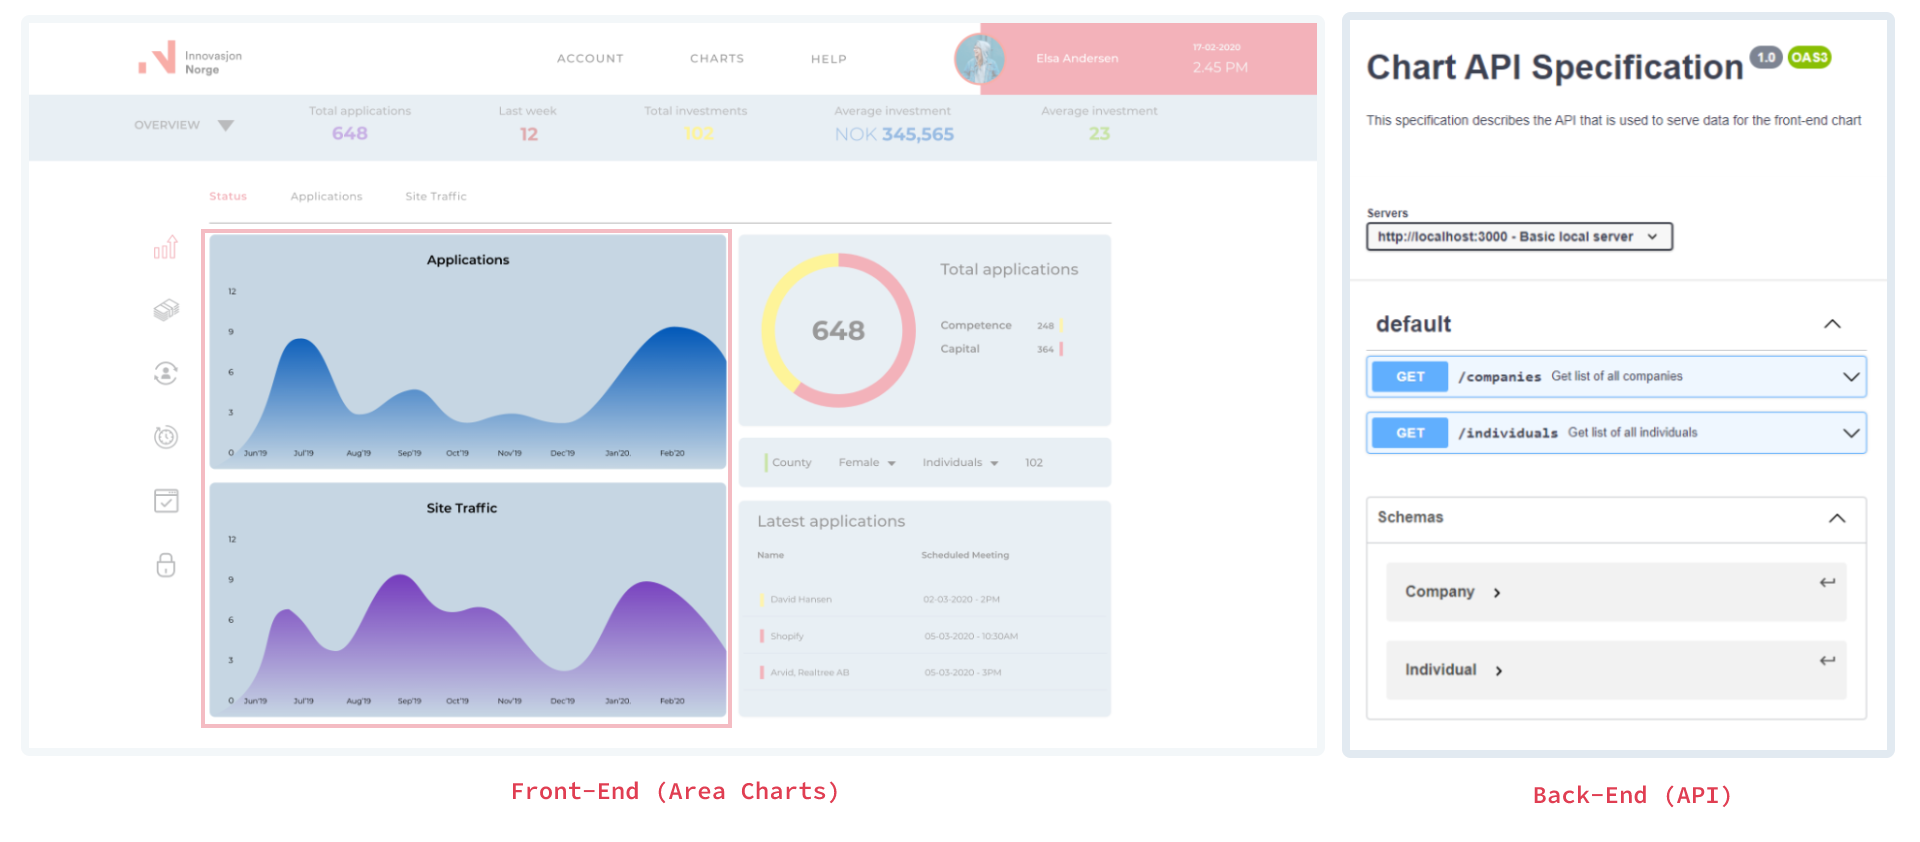 Innovasjon
Norge
ACCOUNT
CHARTS
HELP
Elsa Andersen
17-02-2020
2.45 PM
OVERVIEW
Total applications
648
Last week
12
Total investments
102
Average investment
NOK 345,565
Average investment
23
Status
Applications
Site Traffic
Applications
12
9
6
3
0
Jun'19
Jul'19
Aug'19
Sep'19
Oct'19
Nov'19
Dec'19
Jan'20.
Feb'20
Site Traffic
12
9
6
3
0
Jun'19
Jul'19
Aug'19
Sep'19
Oct'19
Nov'19
Dec'19
Jan'20.
Feb'20
648
Total applications
Competence 248
Capital 364
County Female Individuals 102
Latest applications
Name Scheduled Meeting
David Hansen 02-03-2020 - 2PM
Shopify 05-03-2020 - 10:30AM
Arvid, Realtree AB 05-03-2020 - 3PM
Front-End (Area Charts)
Chart API Specification 1.0 OAS3
This specification describes the API that is used to serve data for the front-end chart
Servers
http://localhost:3000 - Basic local server
default
GET /companies Get list of all companies
GET /individuals Get list of all individuals
Schemas
Company
Individual
Back-End (API)